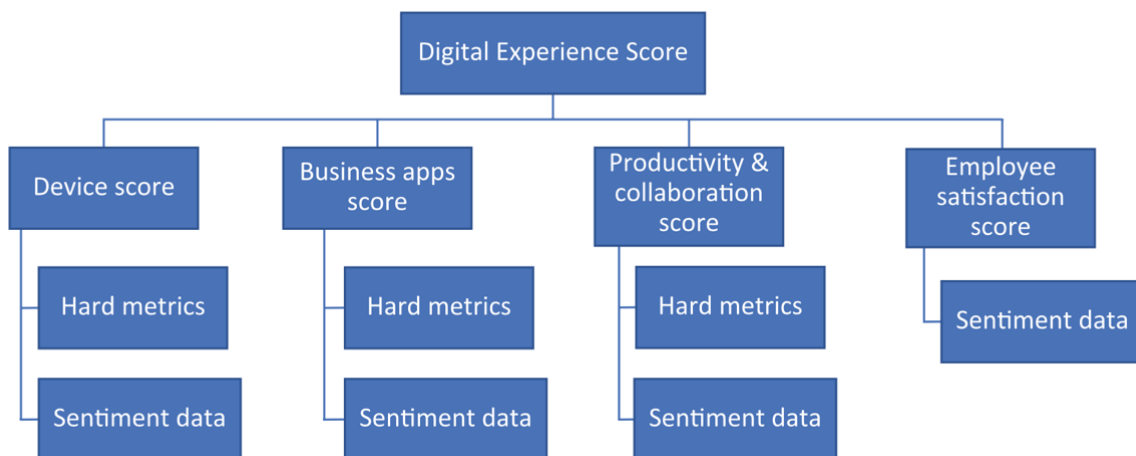 Digital Experience Score
Device score
Business apps
score
Productivity &
collaboration
score
Employee
satisfaction
score
Hard metrics
Hard metrics
Hard metrics
Sentiment data
Sentiment data
Sentiment data
Sentiment data